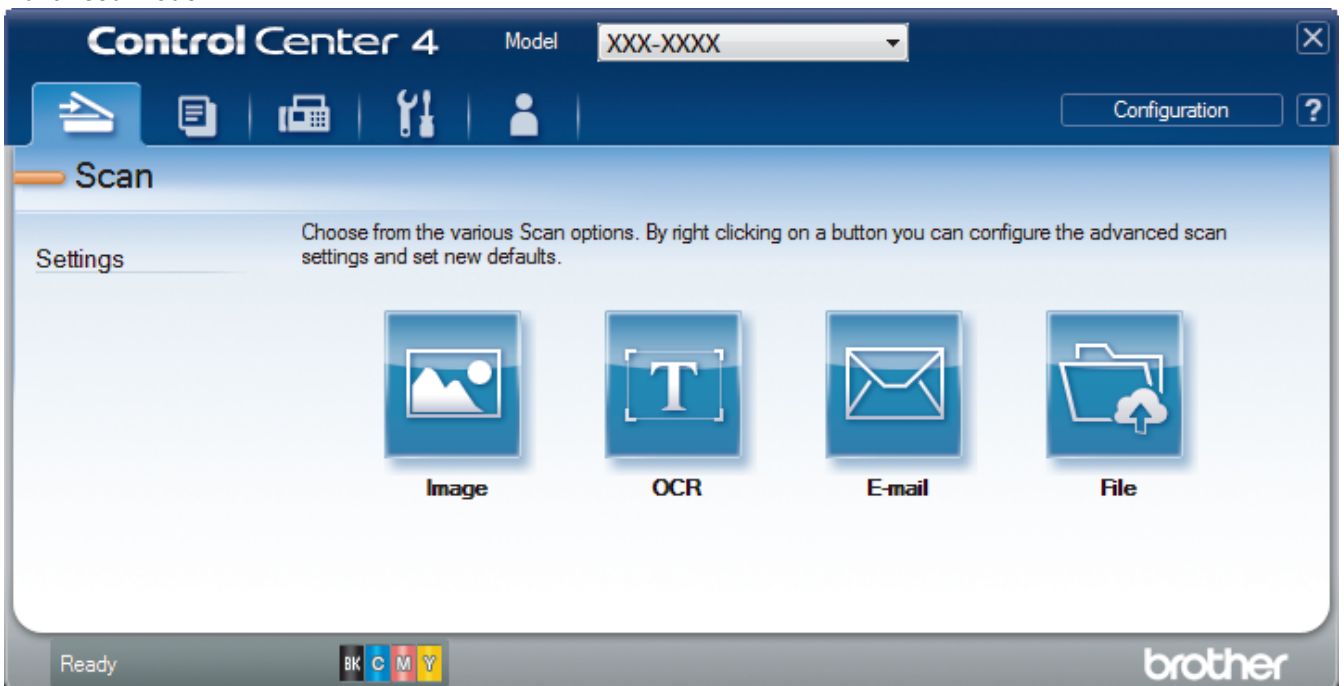 Control Center 4 Model XXX-XXXX
Configuration ?
Scan
Settings
Choose from the various Scan options. By right clicking on a button you can configure the advanced scan
settings and set new defaults.
T
Image OCR E-mail File
Ready BK C M Y brother